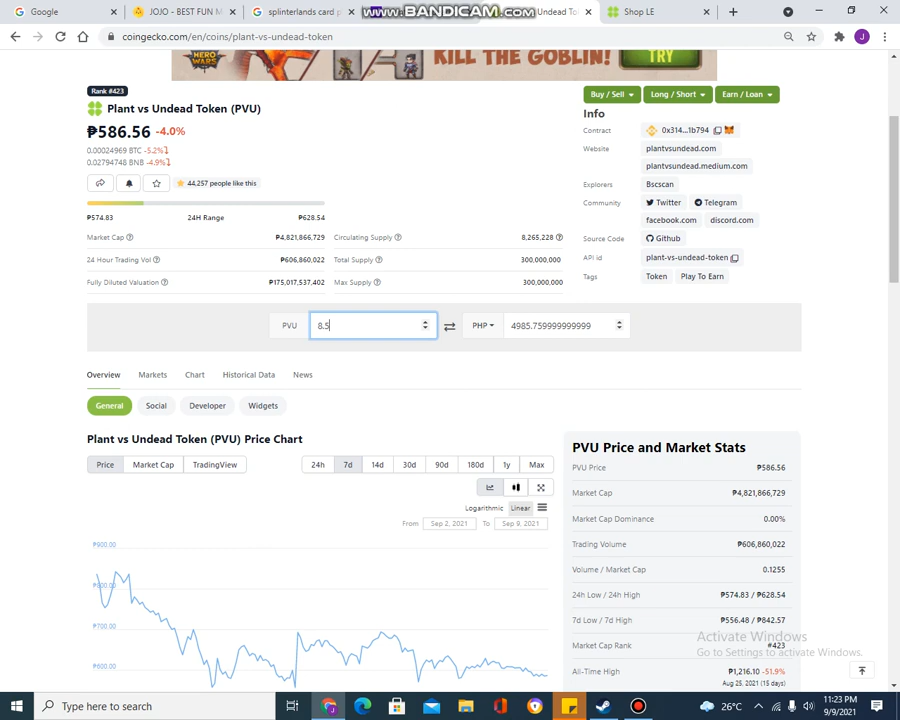 Google
JOJO - BEST FUN M
splinterlands card p
Undead To
Shop LE
WWW.BANDICAM.COM
coingecko.com/en/coins/plant-vs-undead-token
J
HERO WARS
KILL THE GOBLIN!
TRY
Rank #423
Plant vs Undead Token (PVU)
₱586.56 -4.0%
0.00024969 BTC -5.2%
0.02794748 BNB -4.9%
44,257 people like this
₱574.83 24H Range ₱628.54
Market Cap ₱4,821,866,729 Circulating Supply 8,265,228
24 Hour Trading Vol ₱606,860,022 Total Supply 300,000,000
Fully Diluted Valuation ₱175,017,537,402 Max Supply 300,000,000
Buy / Sell Long / Short Earn / Loan
Info
Contract 0x314...1b794
Website plantvsundead.com
plantvsundead.medium.com
Explorers Bscscan
Community Twitter Telegram
facebook.com discord.com
Source Code Github
API id plant-vs-undead-token
Tags Token Play To Earn
PVU 8.5 PHP 4985.759999999999
Overview Markets Chart Historical Data News
General Social Developer Widgets
Plant vs Undead Token (PVU) Price Chart
Price Market Cap TradingView 24h 7d 14d 30d 90d 180d 1y Max
Logarithmic Linear
From Sep 2, 2021 To Sep 9, 2021
₱900.00
₱800.00
₱700.00
₱600.00
PVU Price and Market Stats
PVU Price ₱586.56
Market Cap ₱4,821,866,729
Market Cap Dominance 0.00%
Trading Volume ₱606,860,022
Volume / Market Cap 0.1255
24h Low / 24h High ₱574.83 / ₱628.54
7d Low / 7d High ₱556.48 / ₱842.57
Market Cap Rank #423
All-Time High ₱1,216.10 -51.9%
Aug 25, 2021 (15 days)
Activate Windows
Go to Settings to activate Windows.
Type here to search
26°C
11:23 PM
9/9/2021